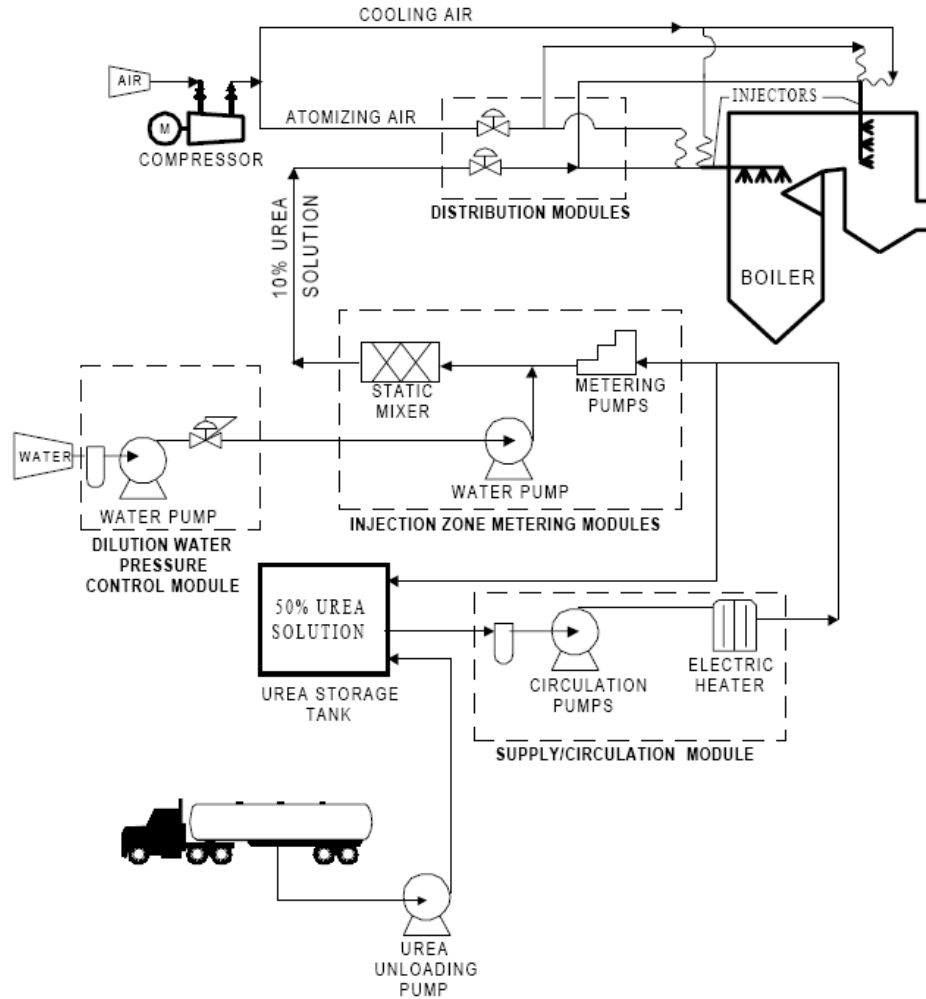 COOLING AIR
AIR
INJECTORS
M
ATOMIZING AIR
COMPRESSOR
DISTRIBUTION MODULES
10% UREA
SOLUTION
BOILER
STATIC
MIXER
METERING
PUMPS
WATER
WATER PUMP
WATER PUMP
INJECTION ZONE METERING MODULES
DILUTION WATER
PRESSURE
CONTROL MODULE
50% UREA
SOLUTION
UREA STORAGE
TANK
CIRCULATION
PUMPS
ELECTRIC
HEATER
SUPPLY/CIRCULATION MODULE
UREA
UNLOADING
PUMP